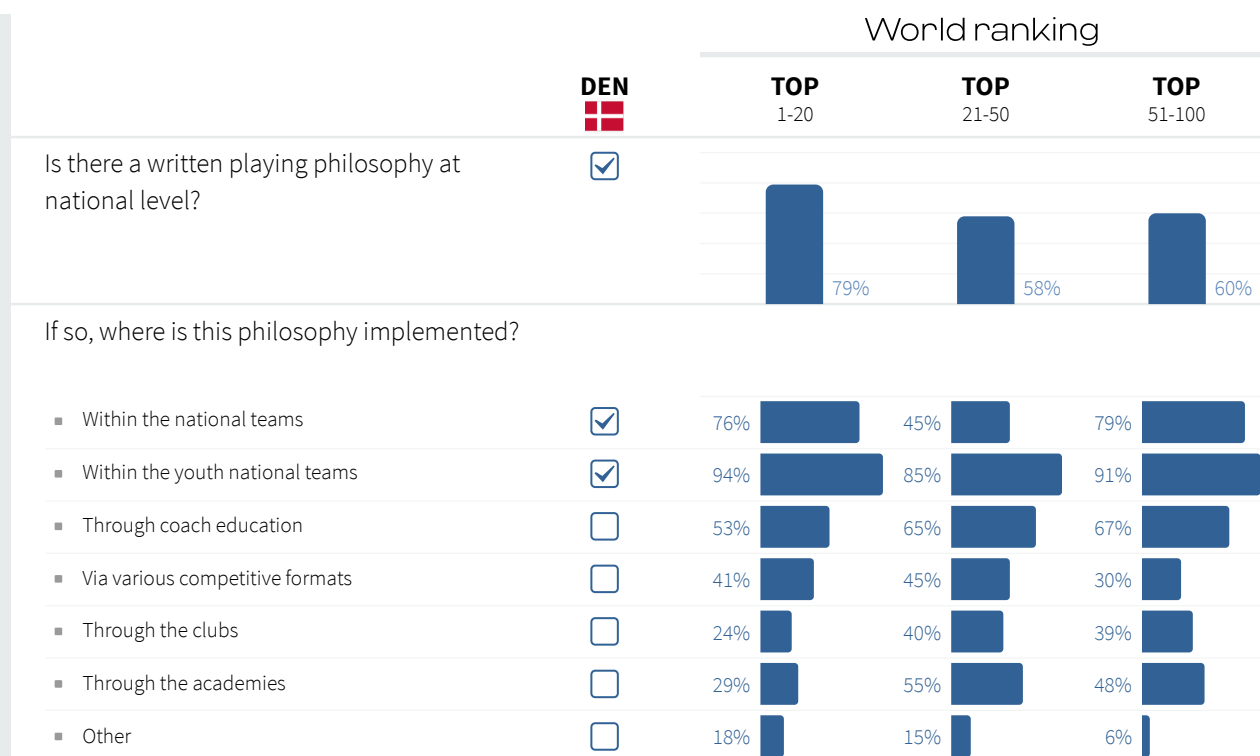 World ranking
DEN TOP TOP TOP
1-20 21-50 51-100
Is there a written playing philosophy at
national level?
79% 58% 60%
If so, where is this philosophy implemented?
Within the national teams 76% 45% 79%
Within the youth national teams 94% 85% 91%
Through coach education 53% 65% 67%
Via various competitive formats 41% 45% 30%
Through the clubs 24% 40% 39%
Through the academies 29% 55% 48%
Other 18% 15% 6%